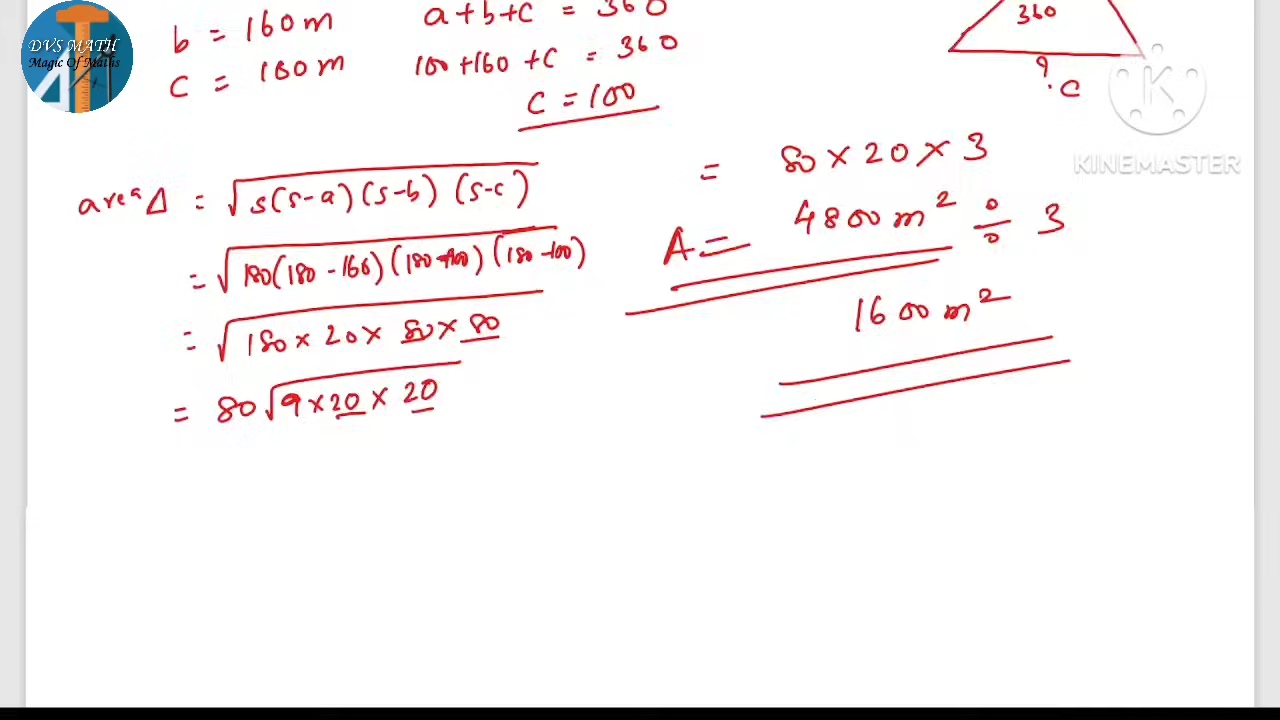 DVS MATH
Magic Of Maths
b = 160 m
c = 100 m
a+b+c = 360
100+160+c = 360
c = 100
360
? c
KINEMASTER
area Δ = √s(s-a)(s-b)(s-c)
= √180(180-160)(180-100)(180-100)
= √180×20×80×80
= 80√9×20×20
= 80×20×3
A = 4800 m² ÷ 3
1600 m²